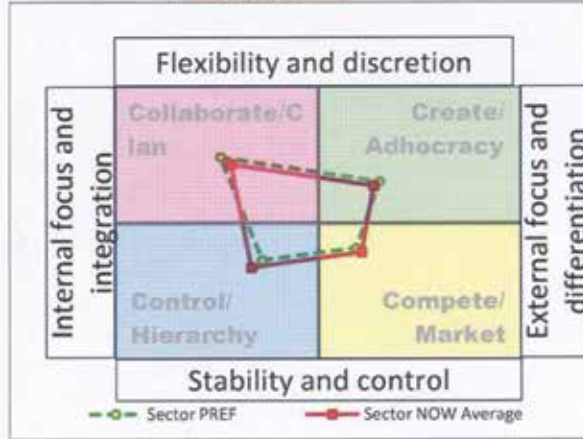 Flexibility and discretion
Internal focus and
integration
Collaborate/C
lan
Create/
Adhocracy
Control/
Hierarchy
Compete/
Market
External focus and
differentiation
Stability and control
Sector PREF
Sector NOW Average